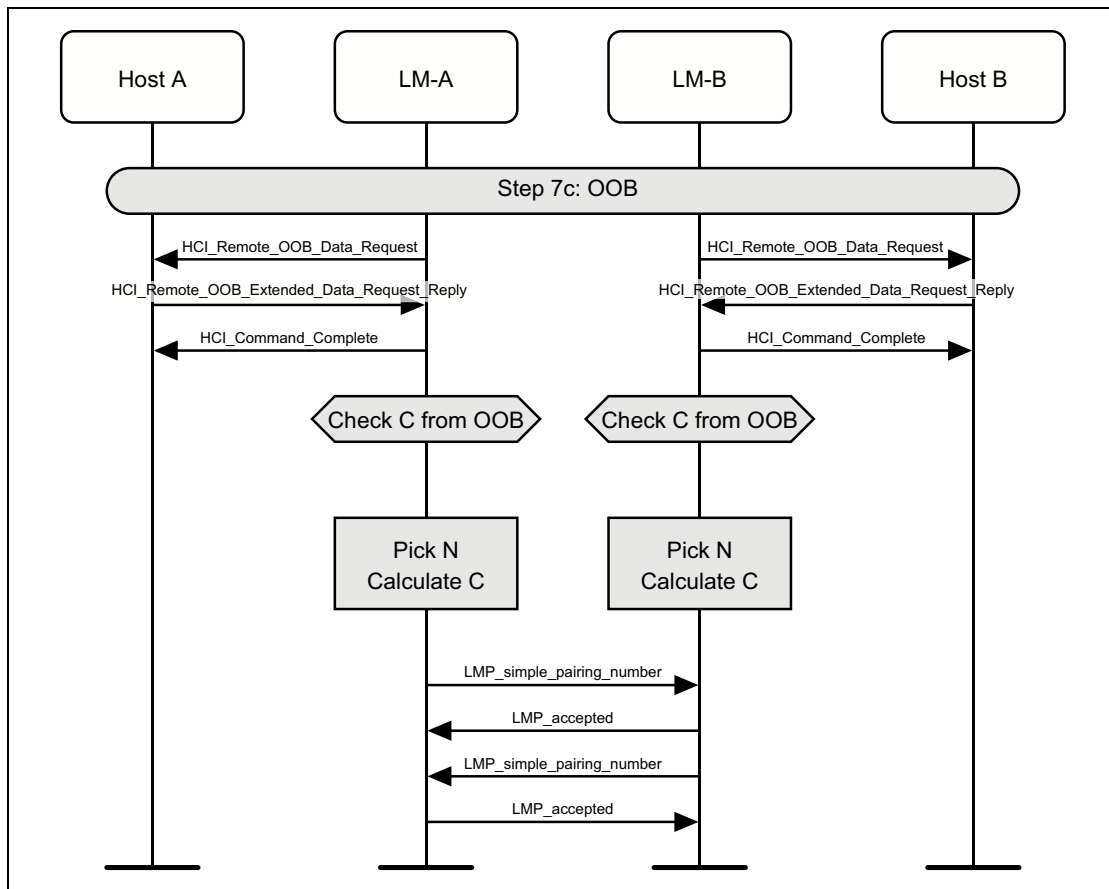 Host A
LM-A
LM-B
Host B
Step 7c: OOB
HCI_Remote_OOB_Data_Request
HCI_Remote_OOB_Data_Request
HCI_Remote_OOB_Extended_Data_Request_Reply
HCI_Remote_OOB_Extended_Data_Request_Reply
HCI_Command_Complete
HCI_Command_Complete
Check C from OOB
Check C from OOB
Pick N
Calculate C
Pick N
Calculate C
LMP_simple_pairing_number
LMP_accepted
LMP_simple_pairing_number
LMP_accepted